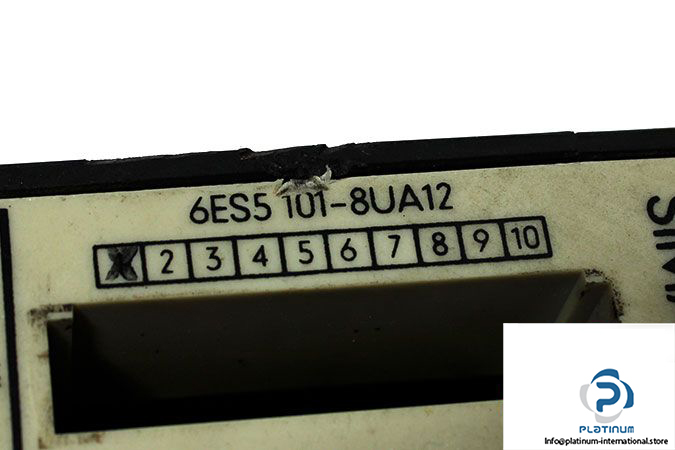 6ES5 101-8UA12
2 3 4 5 6 7 8 9 10
PLATINUM
Info@platinum-international.store